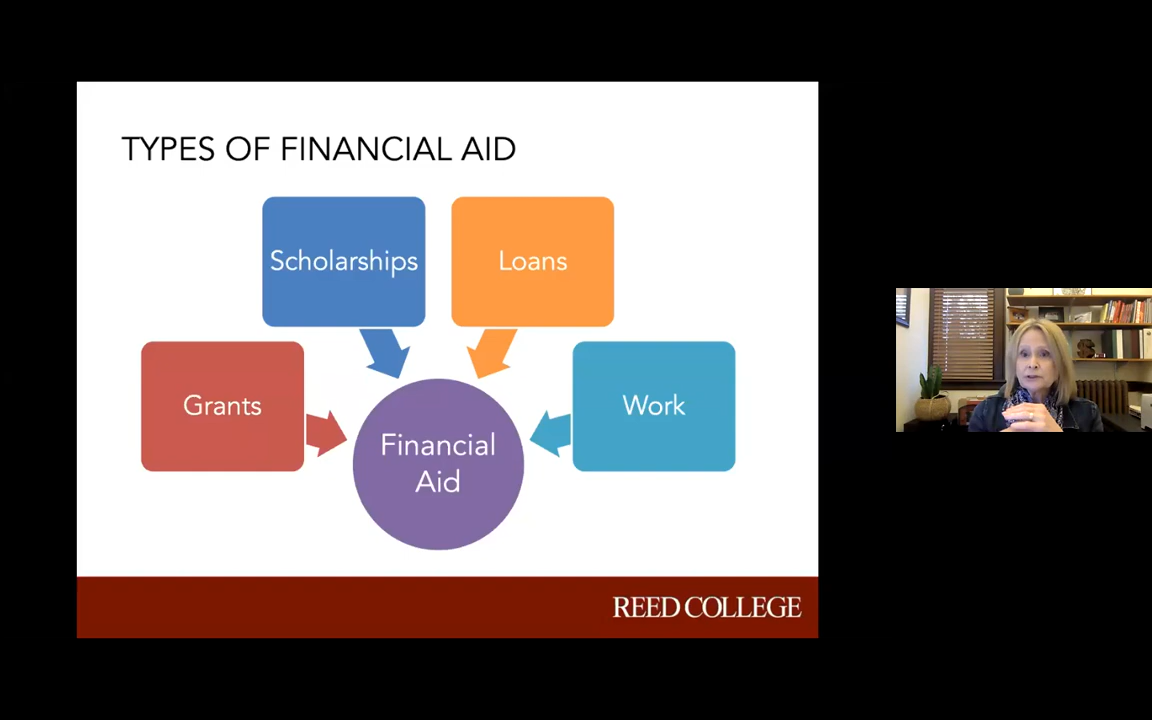 TYPES OF FINANCIAL AID
Scholarships
Loans
Grants
Work
Financial
Aid
REED COLLEGE